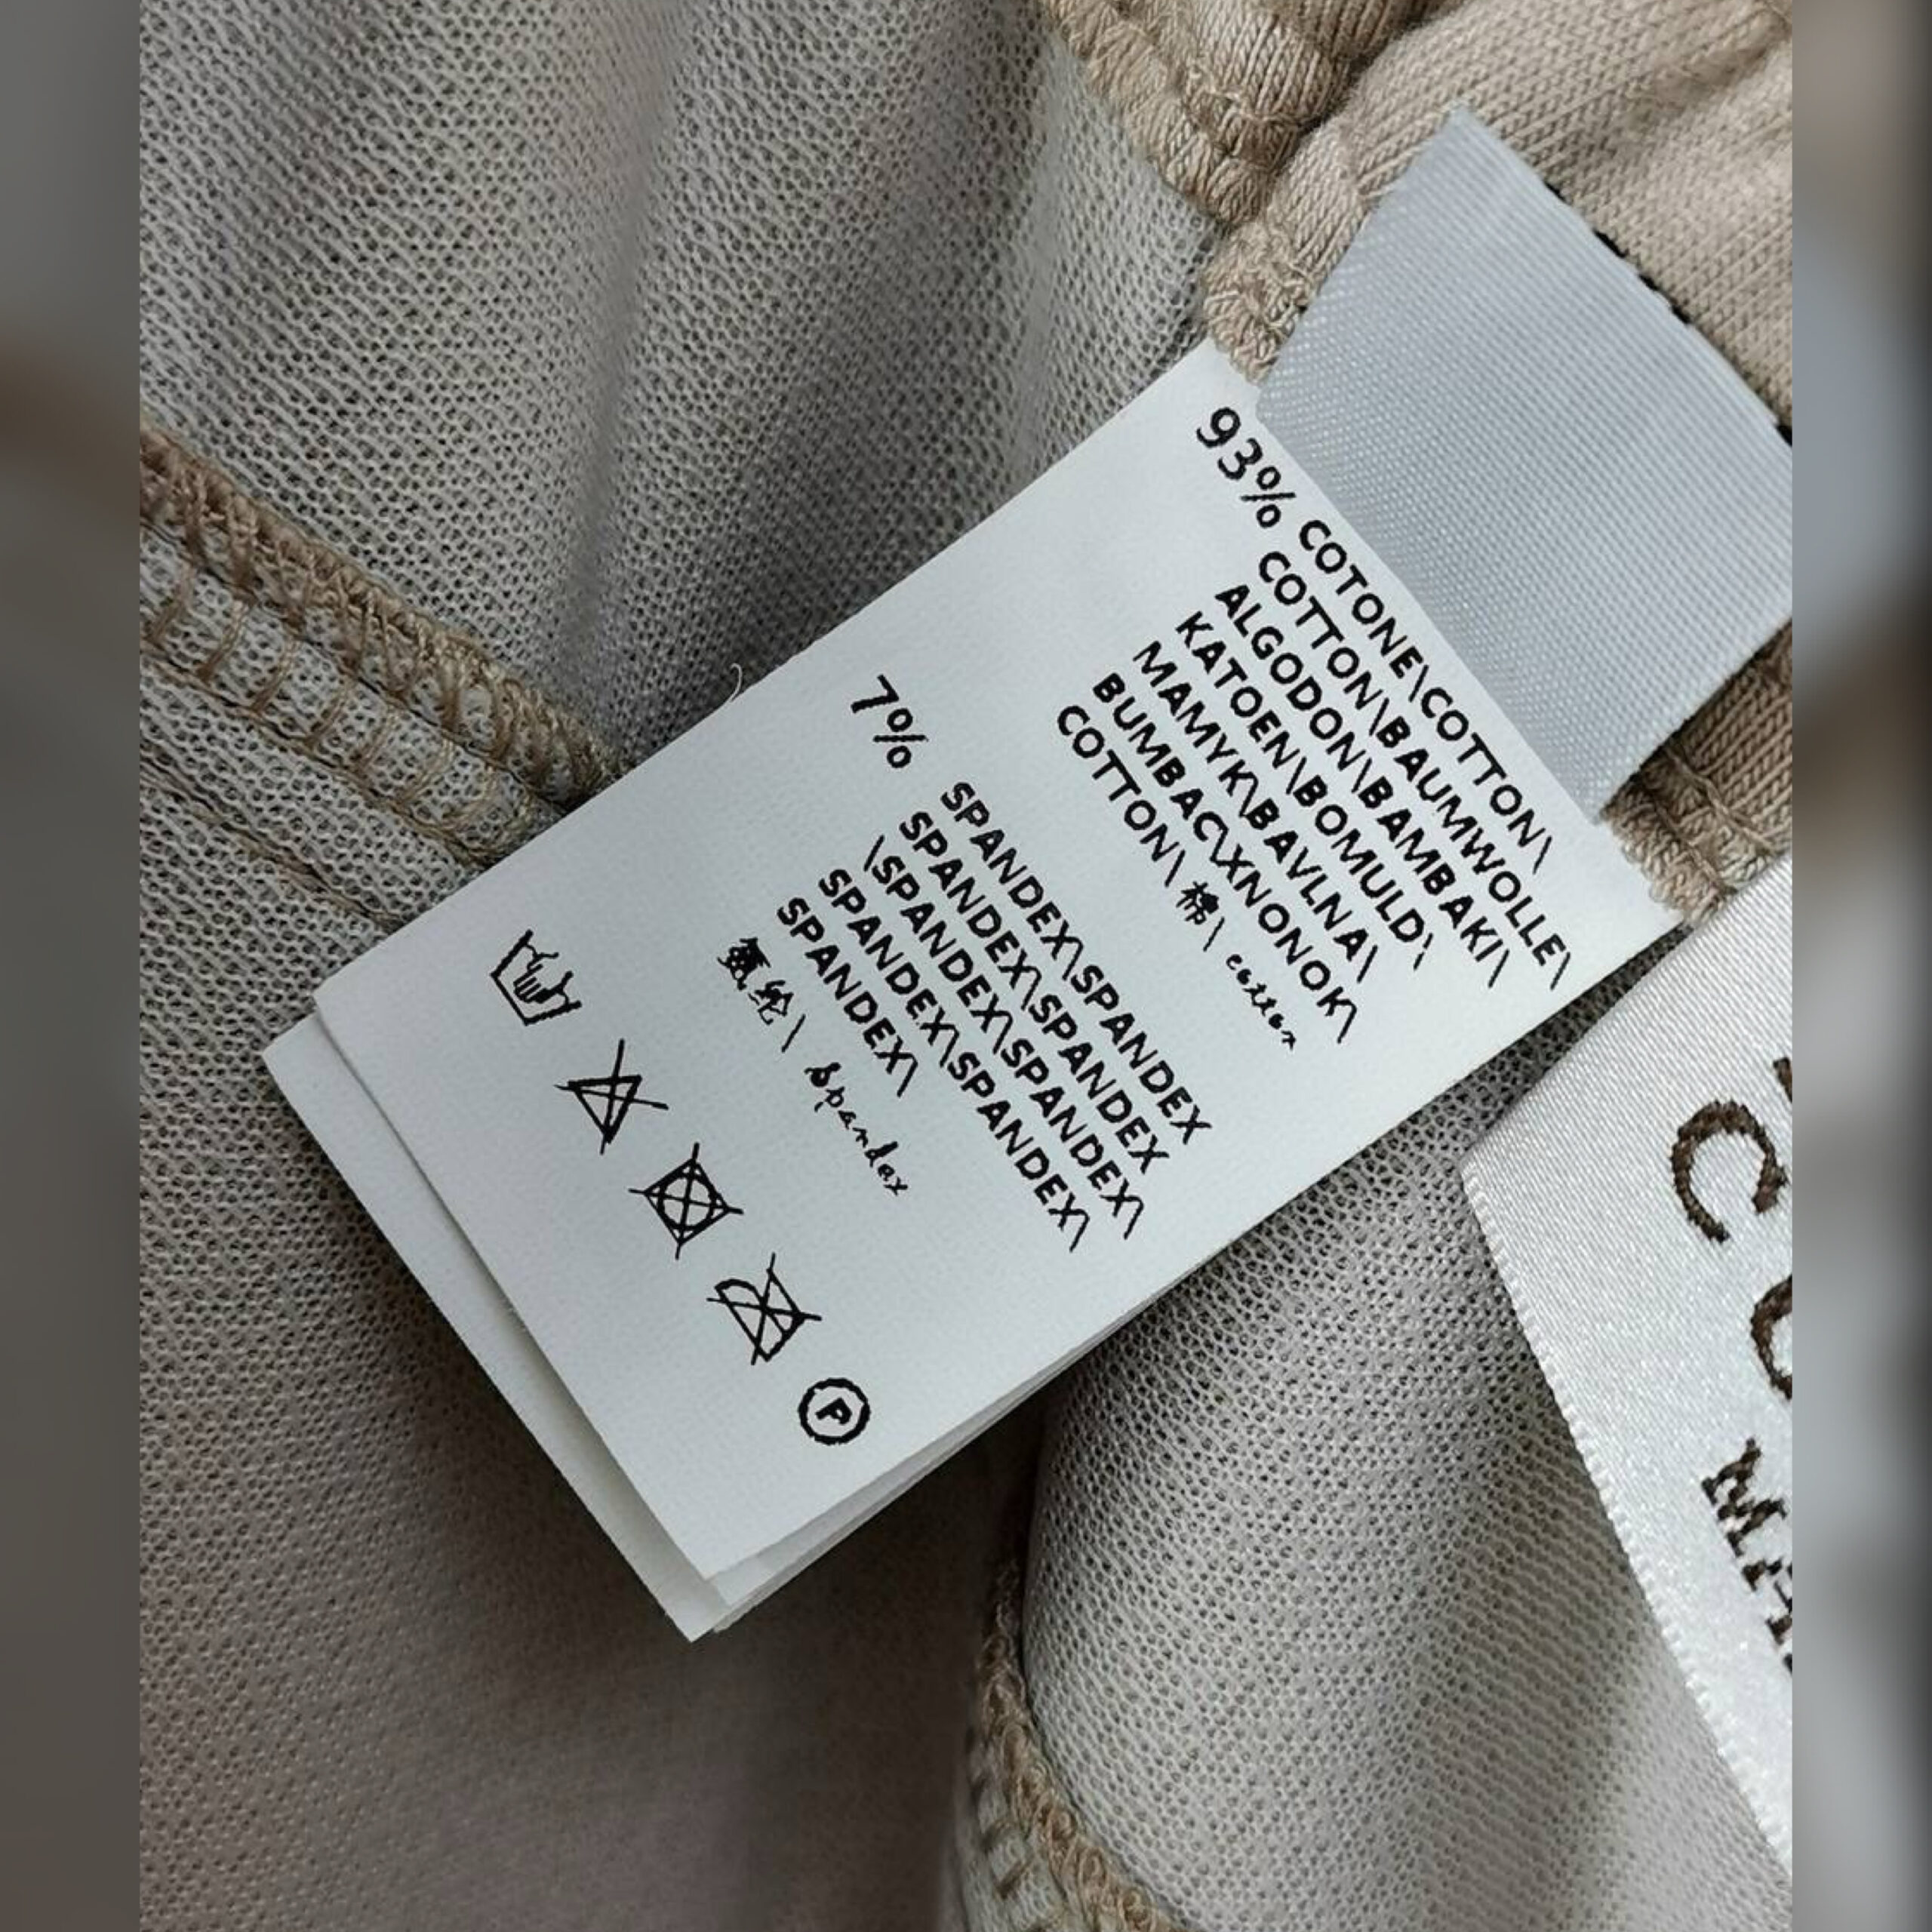 93% COTONE\COTTON\
COTTON\BAUMWOLLE\
ALGODON\BAMBAKI\
KATOEN\BOMULD\
MAMYK\BAVLNA\
BUMBAC\XNONOK\
COTTON\ 棉\ cotton
7% SPANDEX\SPANDEX
SPANDEX\SPANDEX
\SPANDEX\SPANDEX\
SPANDEX\SPANDEX\
SPANDEX\
氨纶\ Spandex
P